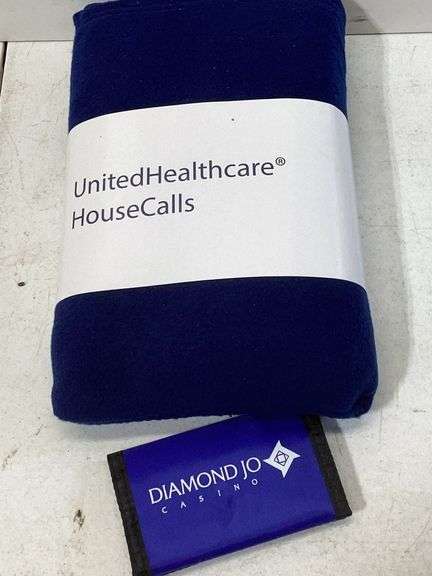 UnitedHealthcare®
HouseCalls
DIAMOND JO
CASINO